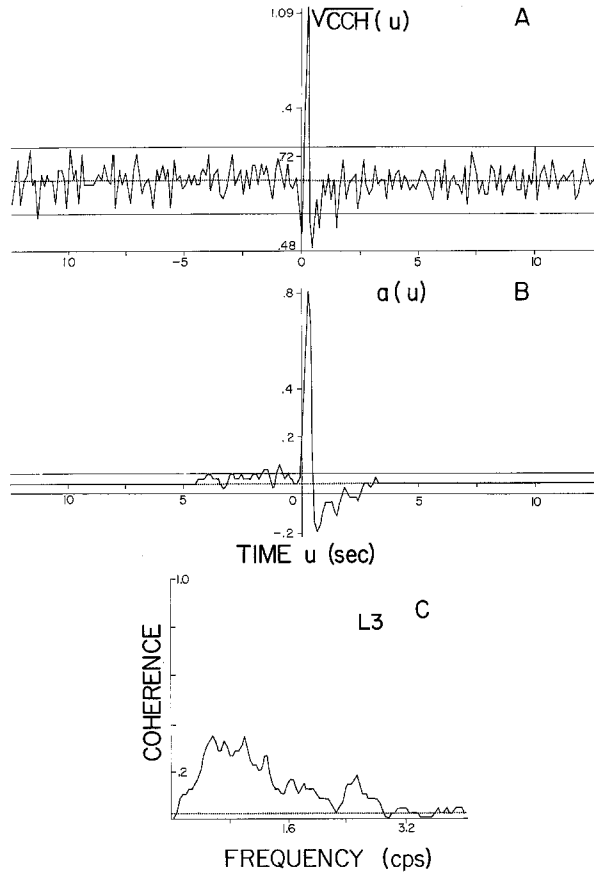 1.09
√CCH(u)
A
.4
.72
.48
10
-5
0
5
10
.8
a(u)
B
.4
.2
10
5
0
5
10
-.2
TIME u (sec)
1.0
L3
C
COHERENCE
.2
1.6
3.2
FREQUENCY (cps)